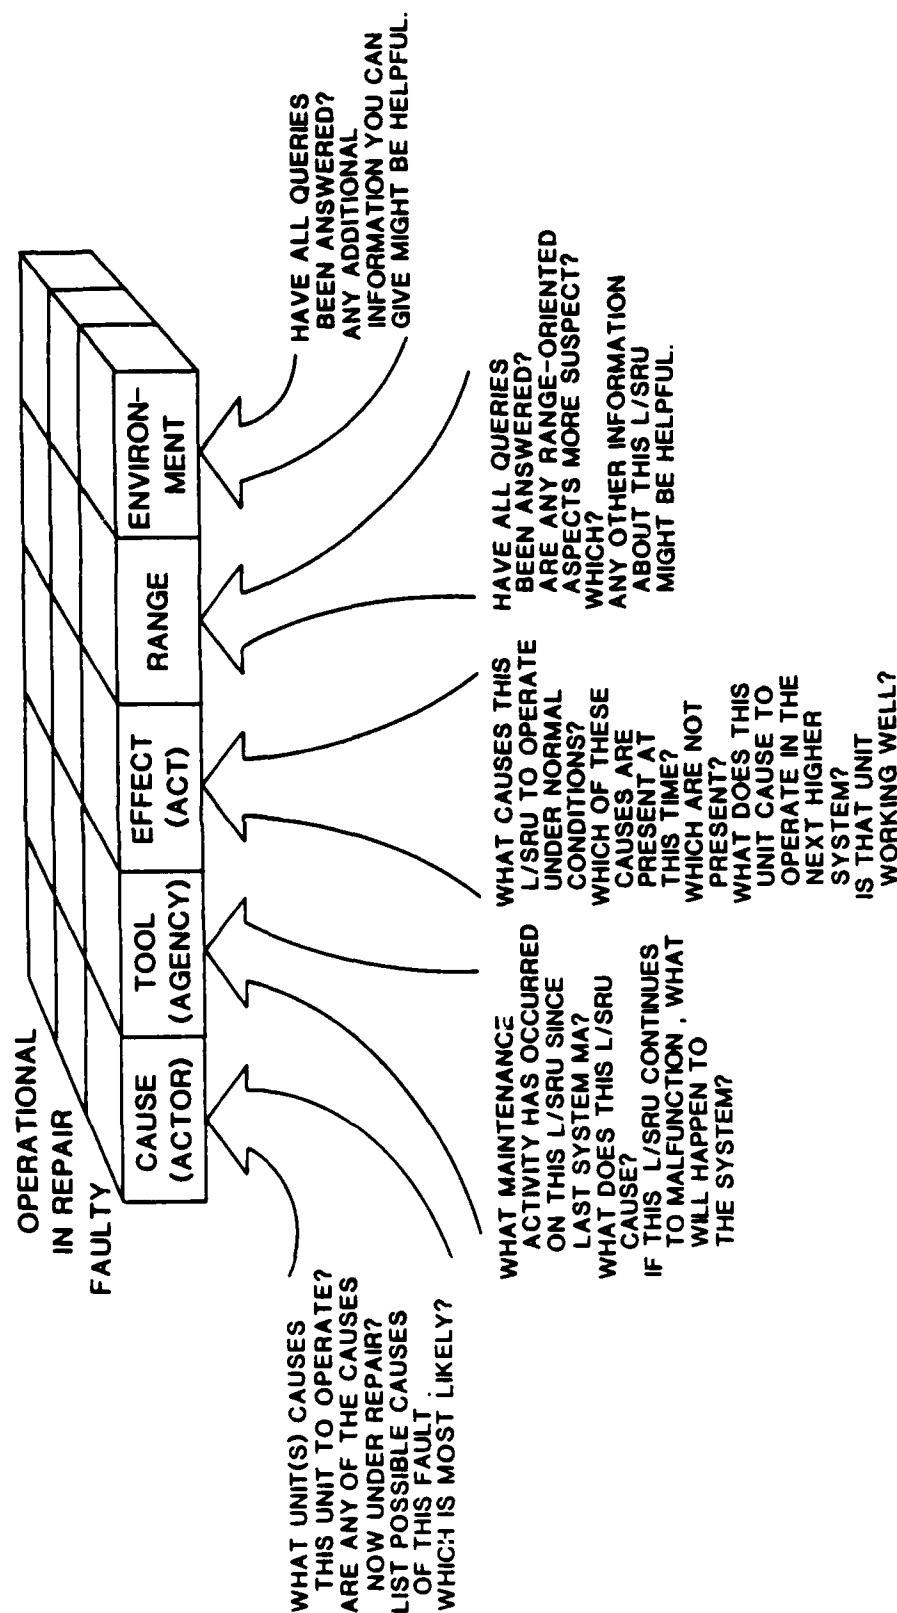 OPERATIONAL
IN REPAIR
FAULTY
CAUSE
(ACTOR)
TOOL
(AGENCY)
EFFECT
(ACT)
RANGE
ENVIRON-
MENT
WHAT UNIT(S) CAUSES
THIS UNIT TO OPERATE?
ARE ANY OF THE CAUSES
NOW UNDER REPAIR?
LIST POSSIBLE CAUSES
OF THIS FAULT.
WHICH IS MOST LIKELY?
WHAT MAINTENANCE
ACTIVITY HAS OCCURRED
ON THIS L/SRU SINCE
LAST SYSTEM MA?
WHAT DOES THIS L/SRU
CAUSE?
IF THIS L/SRU CONTINUES
TO MALFUNCTION, WHAT
WILL HAPPEN TO
THE SYSTEM?
WHAT CAUSES THIS
L/SRU TO OPERATE
UNDER NORMAL
CONDITIONS?
WHICH OF THESE
CAUSES ARE
PRESENT AT
THIS TIME?
WHICH ARE NOT
PRESENT?
WHAT DOES THIS
UNIT CAUSE TO
OPERATE IN THE
NEXT HIGHER
SYSTEM?
IS THAT UNIT
WORKING WELL?
HAVE ALL QUERIES
BEEN ANSWERED?
ARE ANY RANGE-ORIENTED
ASPECTS MORE SUSPECT?
WHICH?
ANY OTHER INFORMATION
ABOUT THIS L/SRU
MIGHT BE HELPFUL.
HAVE ALL QUERIES
BEEN ANSWERED?
ANY ADDITIONAL
INFORMATION YOU CAN
GIVE MIGHT BE HELPFUL.